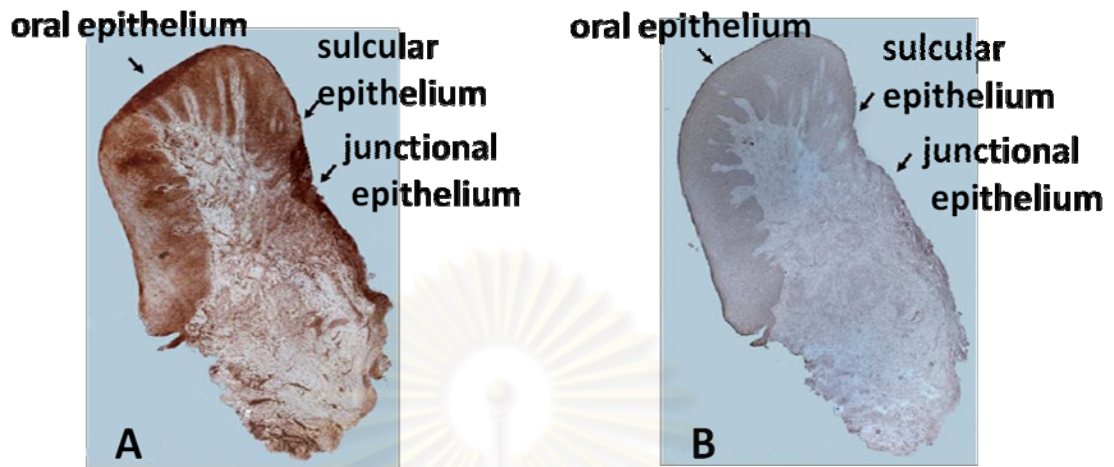 oral epithelium
sulcular
epithelium
junctional
epithelium
A
oral epithelium
sulcular
epithelium
junctional
epithelium
B